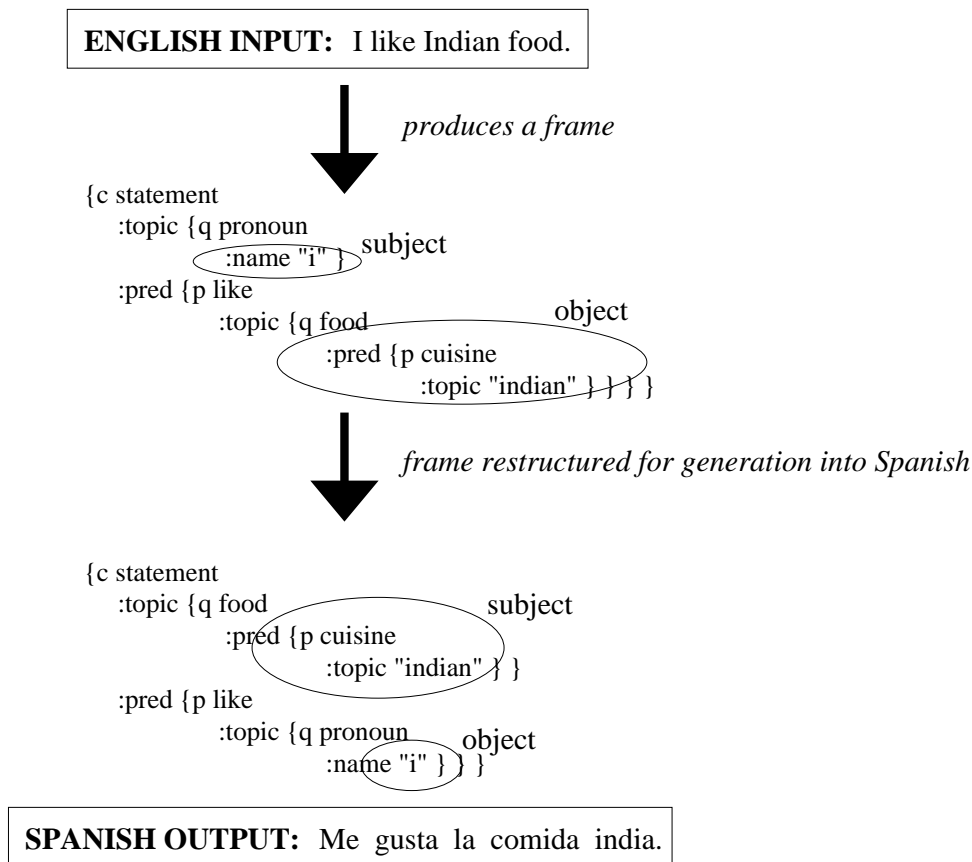 ENGLISH INPUT: I like Indian food.
produces a frame
{c statement
:topic {q pronoun
:name "i" } subject
:pred {p like
:topic {q food object
:pred {p cuisine
:topic "indian" } } } }
frame restructured for generation into Spanish
{c statement
:topic {q food subject
:pred {p cuisine
:topic "indian" } }
:pred {p like
:topic {q pronoun object
:name "i" } } }
SPANISH OUTPUT: Me gusta la comida india.